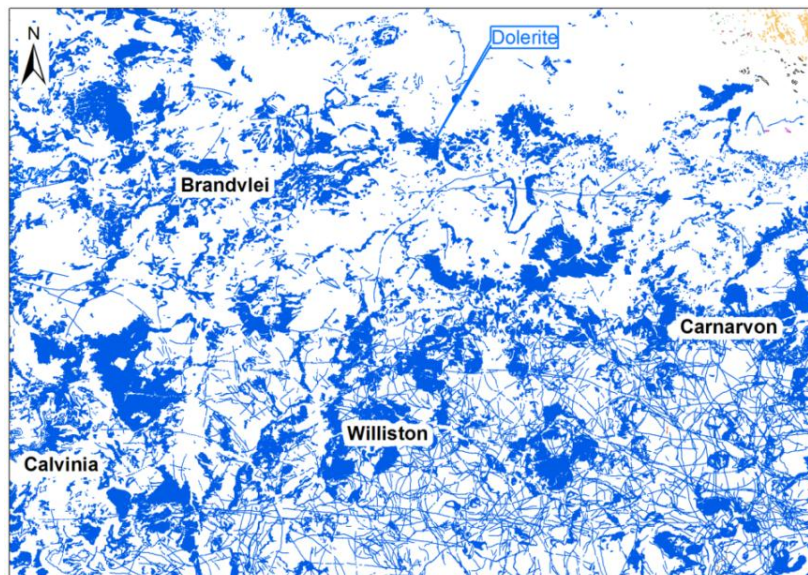 N
Dolerite
Brandvlei
Carnarvon
Williston
Calvinia